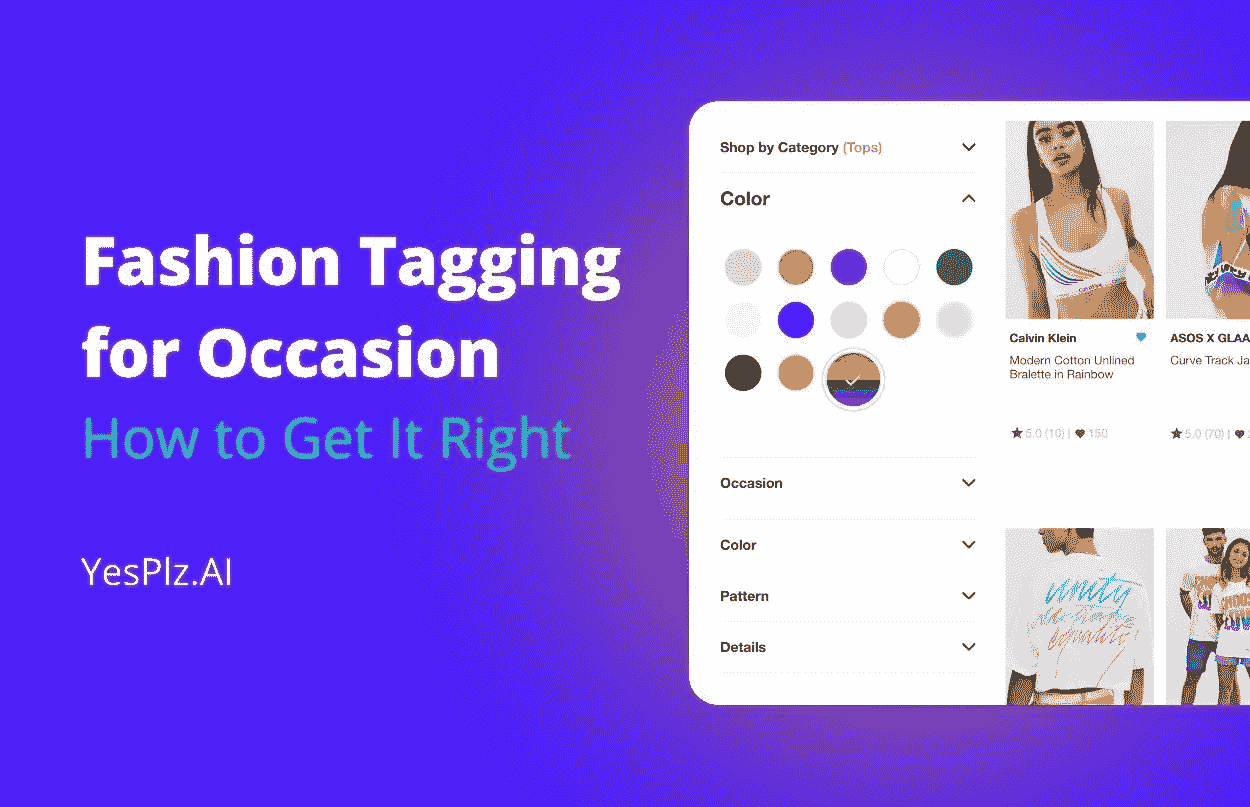 Fashion Tagging
for Occasion
How to Get It Right
YesPlz.AI
Shop by Category (Tops)
Color
Occasion
Color
Pattern
Details
Calvin Klein
Modern Cotton Unlined
Bralette in Rainbow
5.0 (10) | 150
ASOS X GLAA
Curve Track Ja
5.0 (70) |
unity
equality